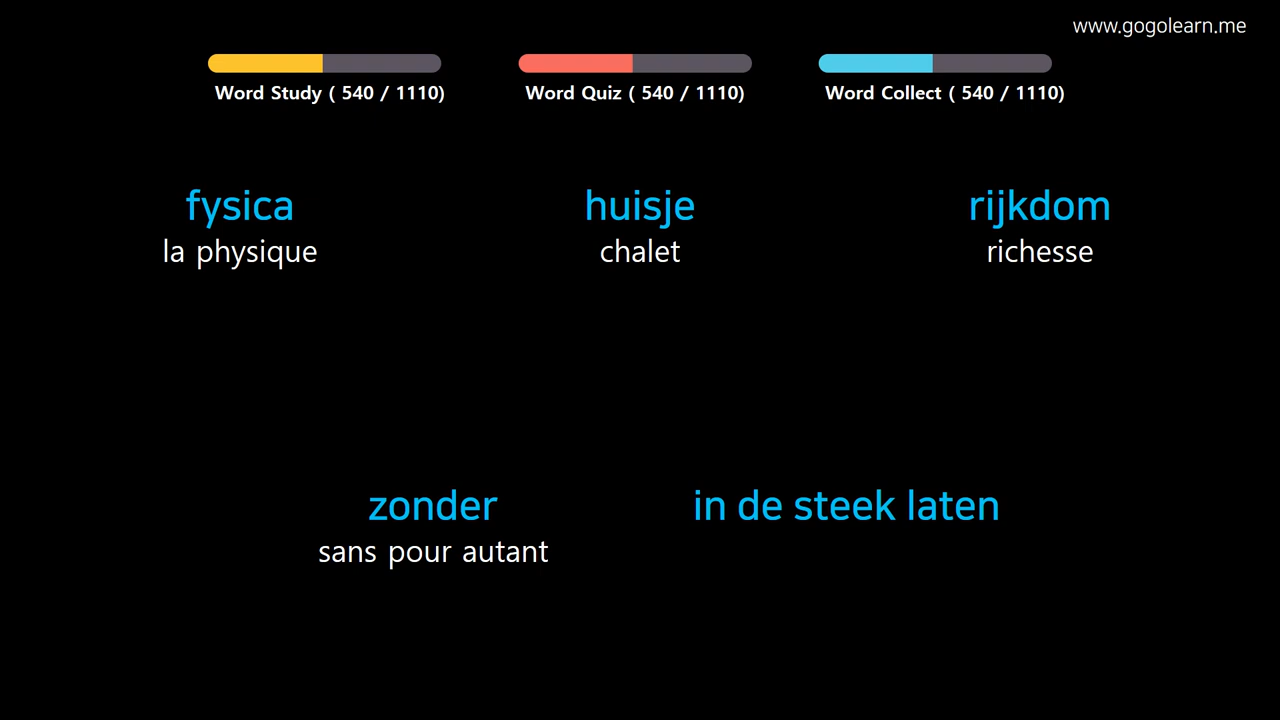 www.gogolearn.me
Word Study ( 540 / 1110)
Word Quiz ( 540 / 1110)
Word Collect ( 540 / 1110)
fysica
la physique
huisje
chalet
rijkdom
richesse
zonder
sans pour autant
in de steek laten